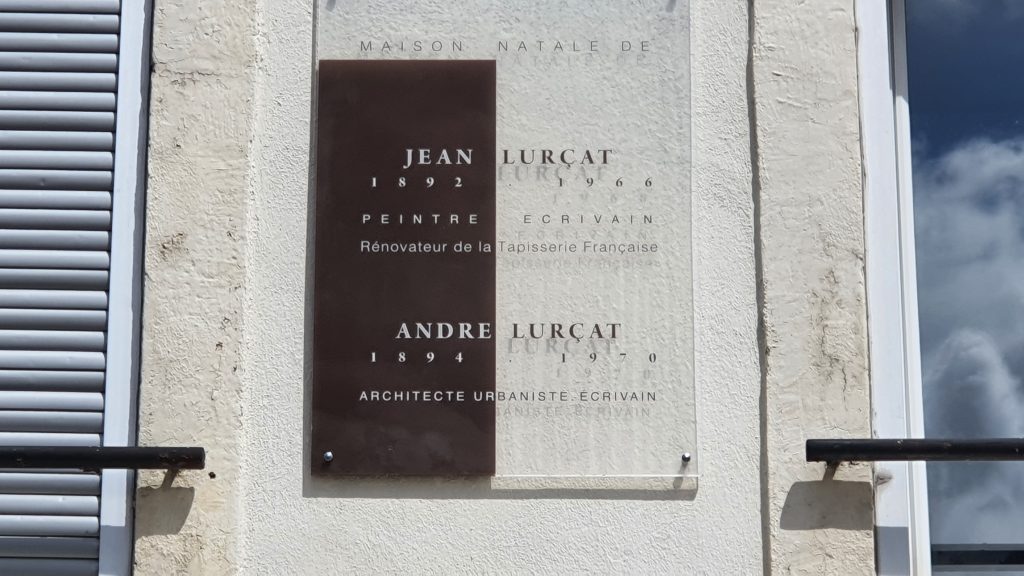 MAISON NATALE DE
JEAN LURÇAT
1892 . 1966
PEINTRE ECRIVAIN
Rénovateur de la Tapisserie Française
ANDRE LURÇAT
1894 . 1970
ARCHITECTE URBANISTE.ÉCRIVAIN